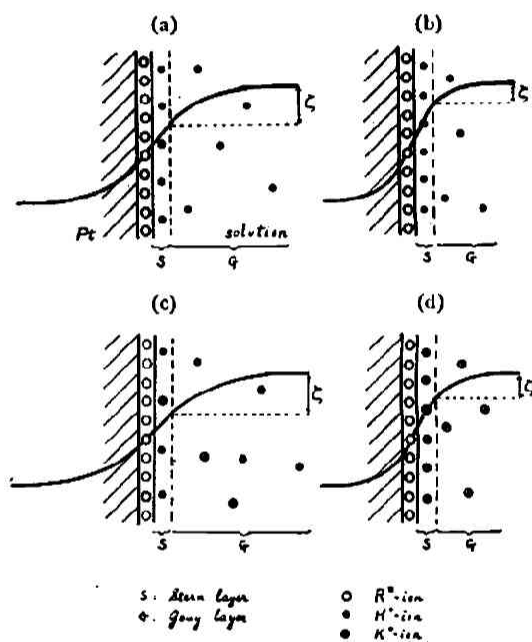 (a)
(b)
ζ
ζ
Pt
solution
S
G
S
G
(c)
(d)
ζ
ζ
S
G
S
G
S: Stern layer
G: Gouy layer
R⁼-ion
H⁺-ion
K⁺-ion